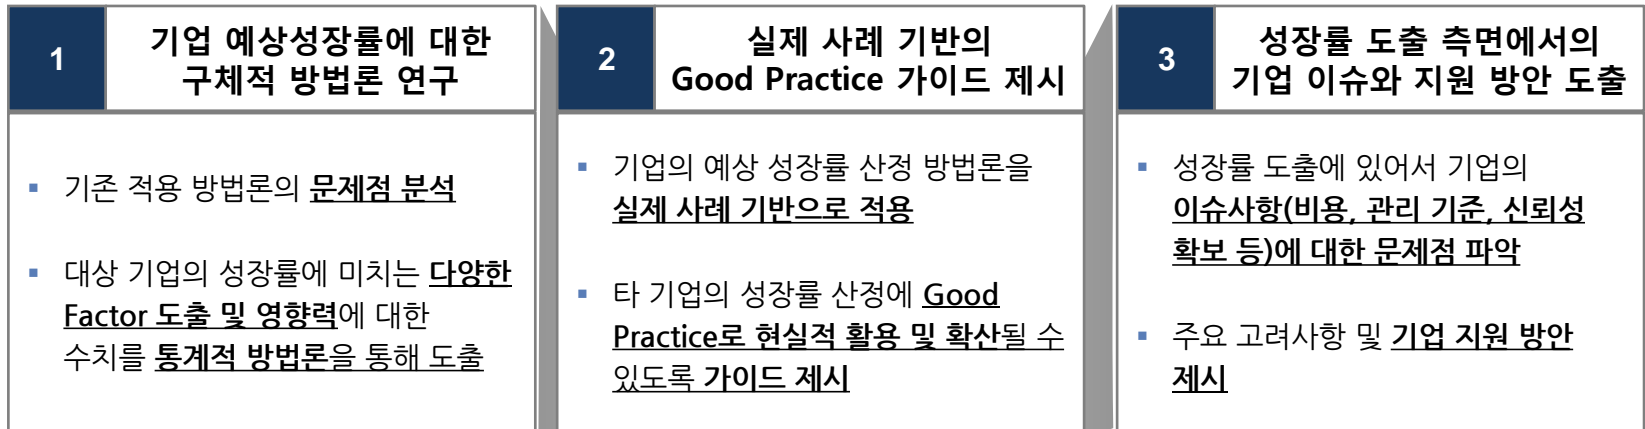 1
기업 예상성장률에 대한
구체적 방법론 연구
▪ 기존 적용 방법론의 문제점 분석
▪ 대상 기업의 성장률에 미치는 다양한
Factor 도출 및 영향력에 대한
수치를 통계적 방법론을 통해 도출
2
실제 사례 기반의
Good Practice 가이드 제시
▪ 기업의 예상 성장률 산정 방법론을
실제 사례 기반으로 적용
▪ 타 기업의 성장률 산정에 Good
Practice로 현실적 활용 및 확산될 수
있도록 가이드 제시
3
성장률 도출 측면에서의
기업 이슈와 지원 방안 도출
▪ 성장률 도출에 있어서 기업의
이슈사항(비용, 관리 기준, 신뢰성
확보 등)에 대한 문제점 파악
▪ 주요 고려사항 및 기업 지원 방안
제시